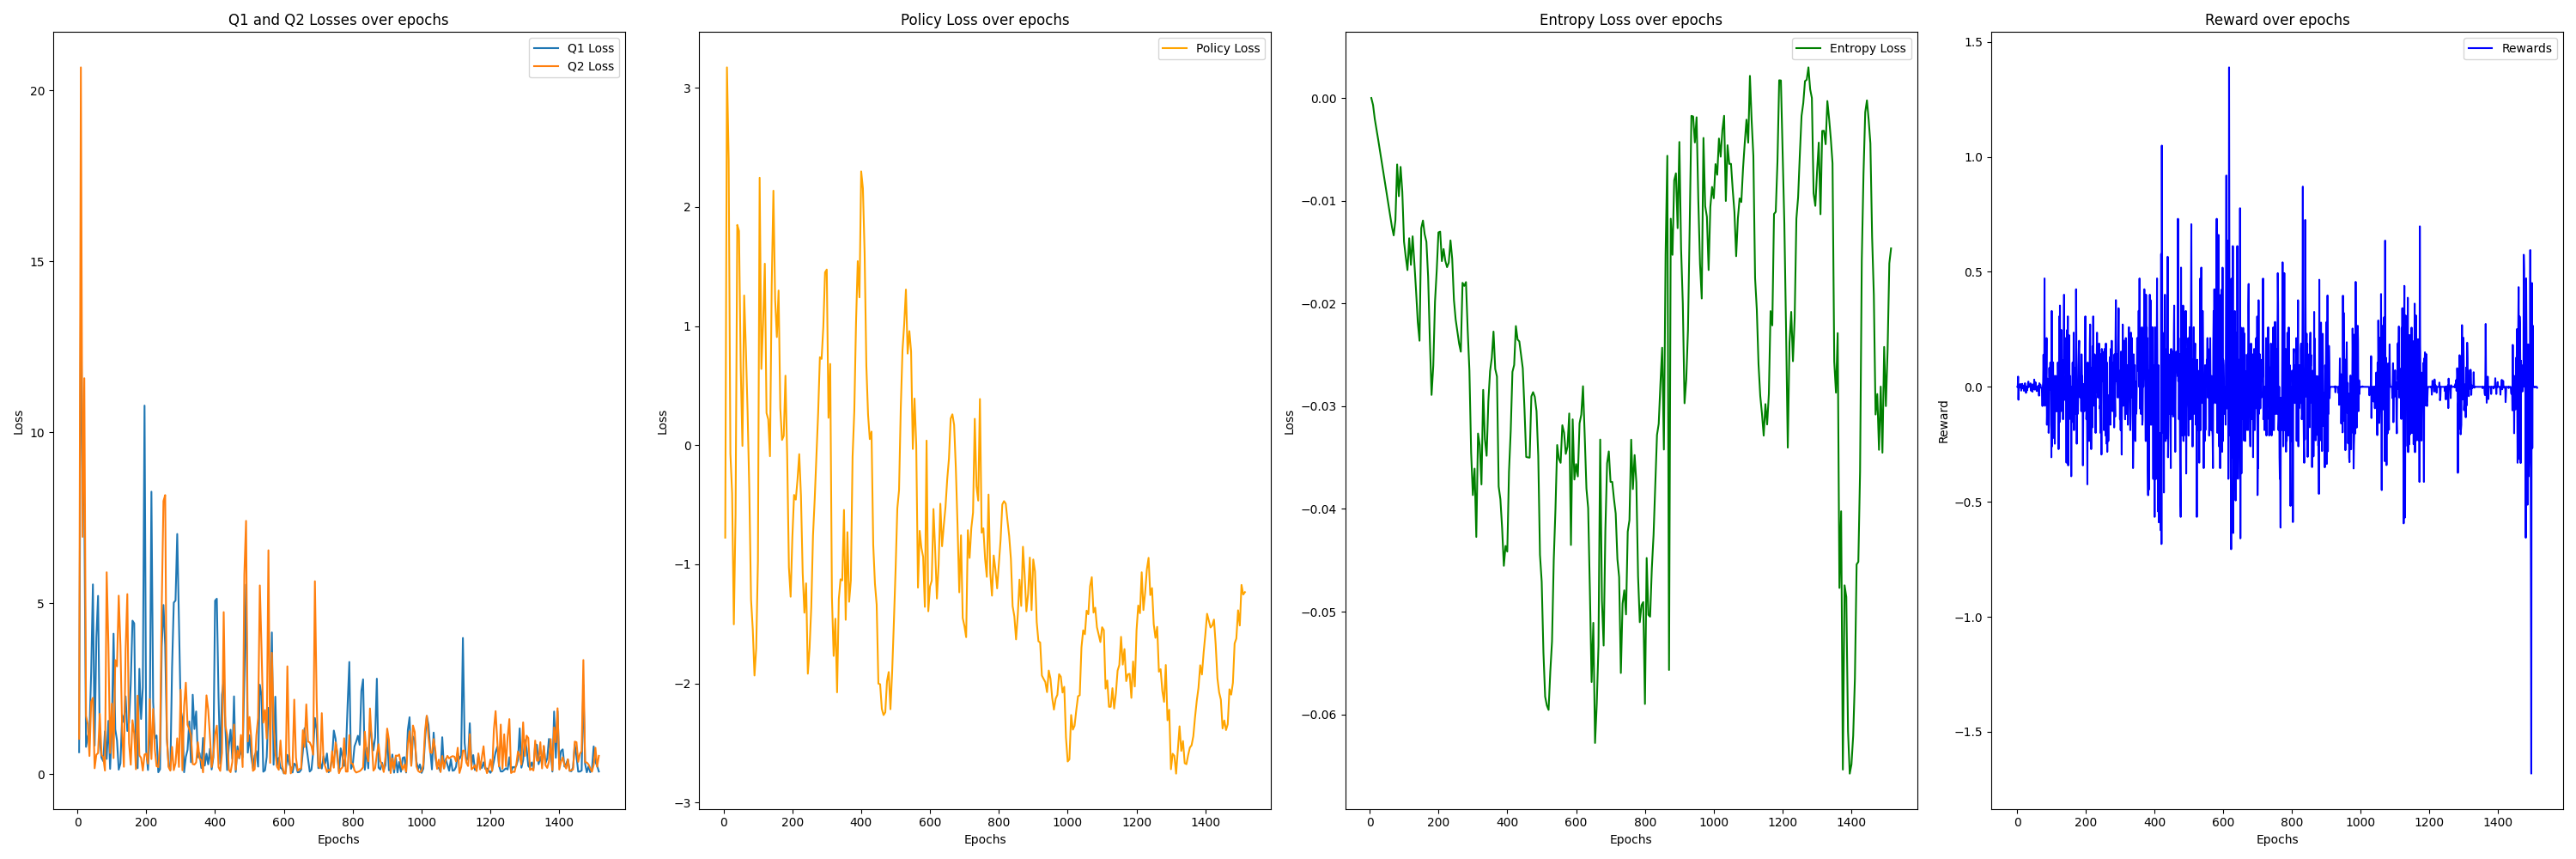 Q1 and Q2 Losses over epochs
Q1 Loss
Q2 Loss
20
15
10
5
0
Loss
0 200 400 600 800 1000 1200 1400
Epochs
Policy Loss over epochs
Policy Loss
3
2
1
0
−1
−2
−3
Loss
0 200 400 600 800 1000 1200 1400
Epochs
Entropy Loss over epochs
Entropy Loss
0.00
−0.01
−0.02
−0.03
−0.04
−0.05
−0.06
Loss
0 200 400 600 800 1000 1200 1400
Epochs
Reward over epochs
Rewards
1.5
1.0
0.5
0.0
−0.5
−1.0
−1.5
Reward
0 200 400 600 800 1000 1200 1400
Epochs